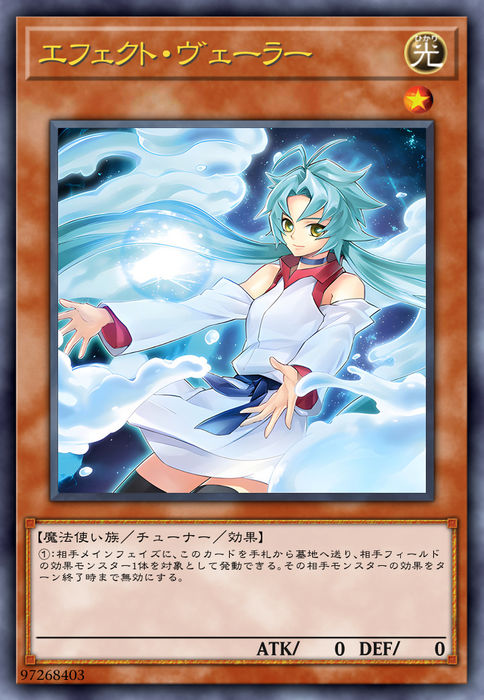 エフェクト・ヴェーラー
ひかり
光
【魔法使い族／チューナー／効果】
①：相手メインフェイズに、このカードを手札から墓地へ送り、相手フィールド
の効果モンスター1体を対象として発動できる。その相手モンスターの効果をタ
ーン終了時まで無効にする。
ATK/ 0 DEF/ 0
97268403